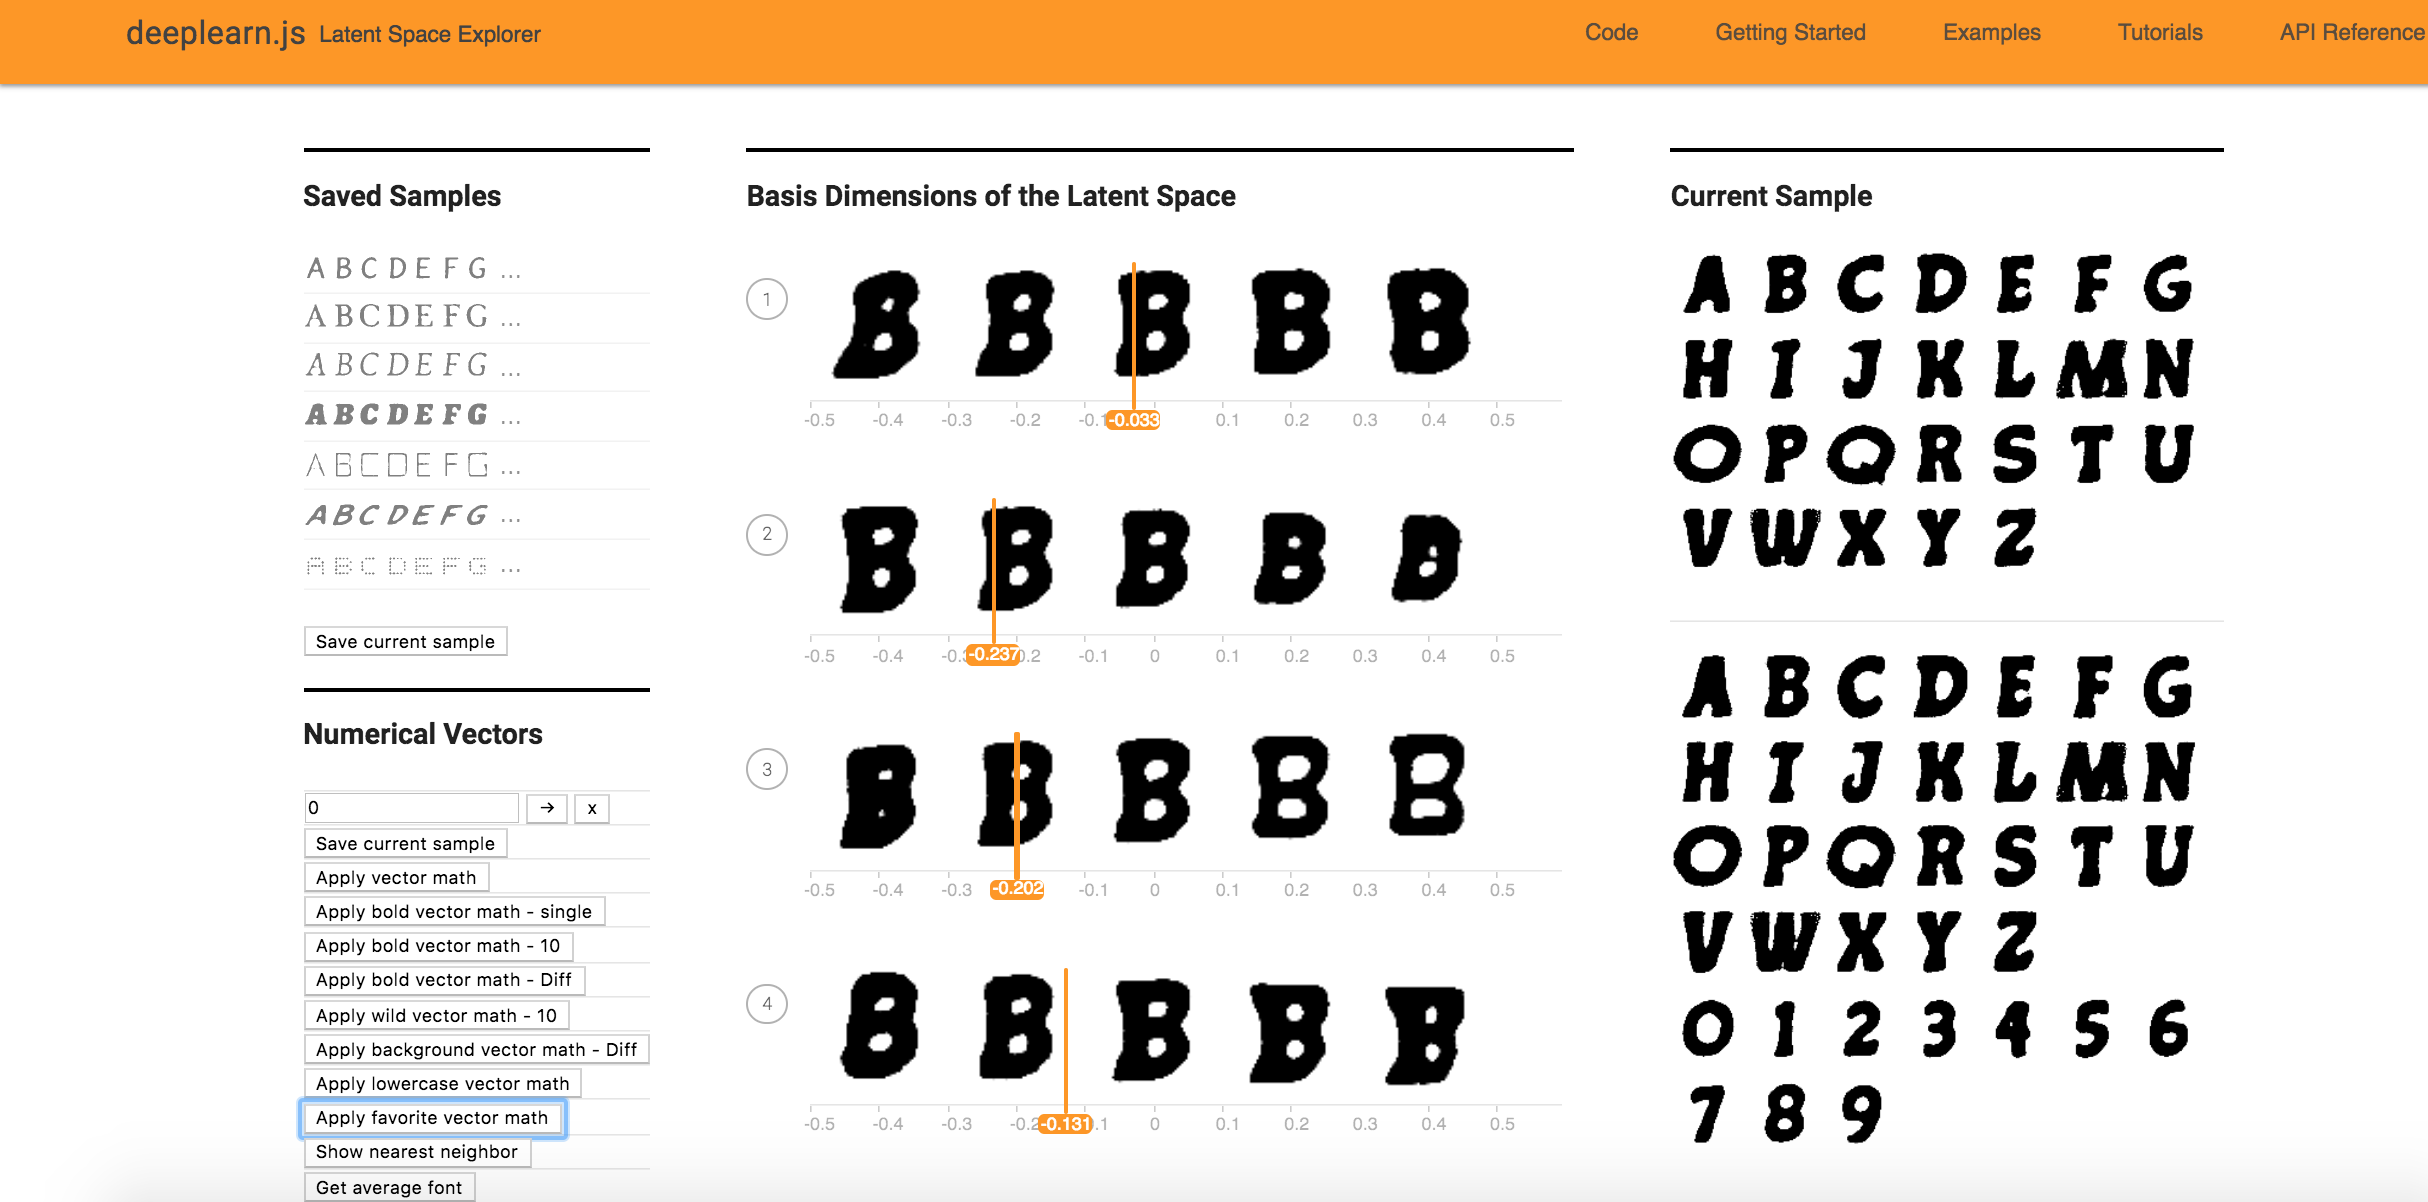 deeplearn.js Latent Space Explorer Code Getting Started Examples Tutorials API Reference
Saved Samples
A B C D E F G ...
A B C D E F G ...
A B C D E F G ...
A B C D E F G ...
A B C D E F G ...
A B C D E F G ...
A B C D E F G ...
Save current sample
Numerical Vectors
0 → x
Save current sample
Apply vector math
Apply bold vector math - single
Apply bold vector math - 10
Apply bold vector math - Diff
Apply wild vector math - 10
Apply background vector math - Diff
Apply lowercase vector math
Apply favorite vector math
Show nearest neighbor
Get average font
Basis Dimensions of the Latent Space
1 B B B B B
-0.5 -0.4 -0.3 -0.2 -0.1 -0.033 0.1 0.2 0.3 0.4 0.5
2 B B B B B
-0.5 -0.4 -0.237 -0.1 0 0.1 0.2 0.3 0.4 0.5
3 B B B B B
-0.5 -0.4 -0.3 -0.202 -0.1 0 0.1 0.2 0.3 0.4 0.5
4 B B B B B
-0.5 -0.4 -0.3 -0.131 0 0.1 0.2 0.3 0.4 0.5
Current Sample
A B C D E F G
H I J K L M N
O P Q R S T U
V W X Y Z
A B C D E F G
H I J K L M N
O P Q R S T U
V W X Y Z
0 1 2 3 4 5 6
7 8 9